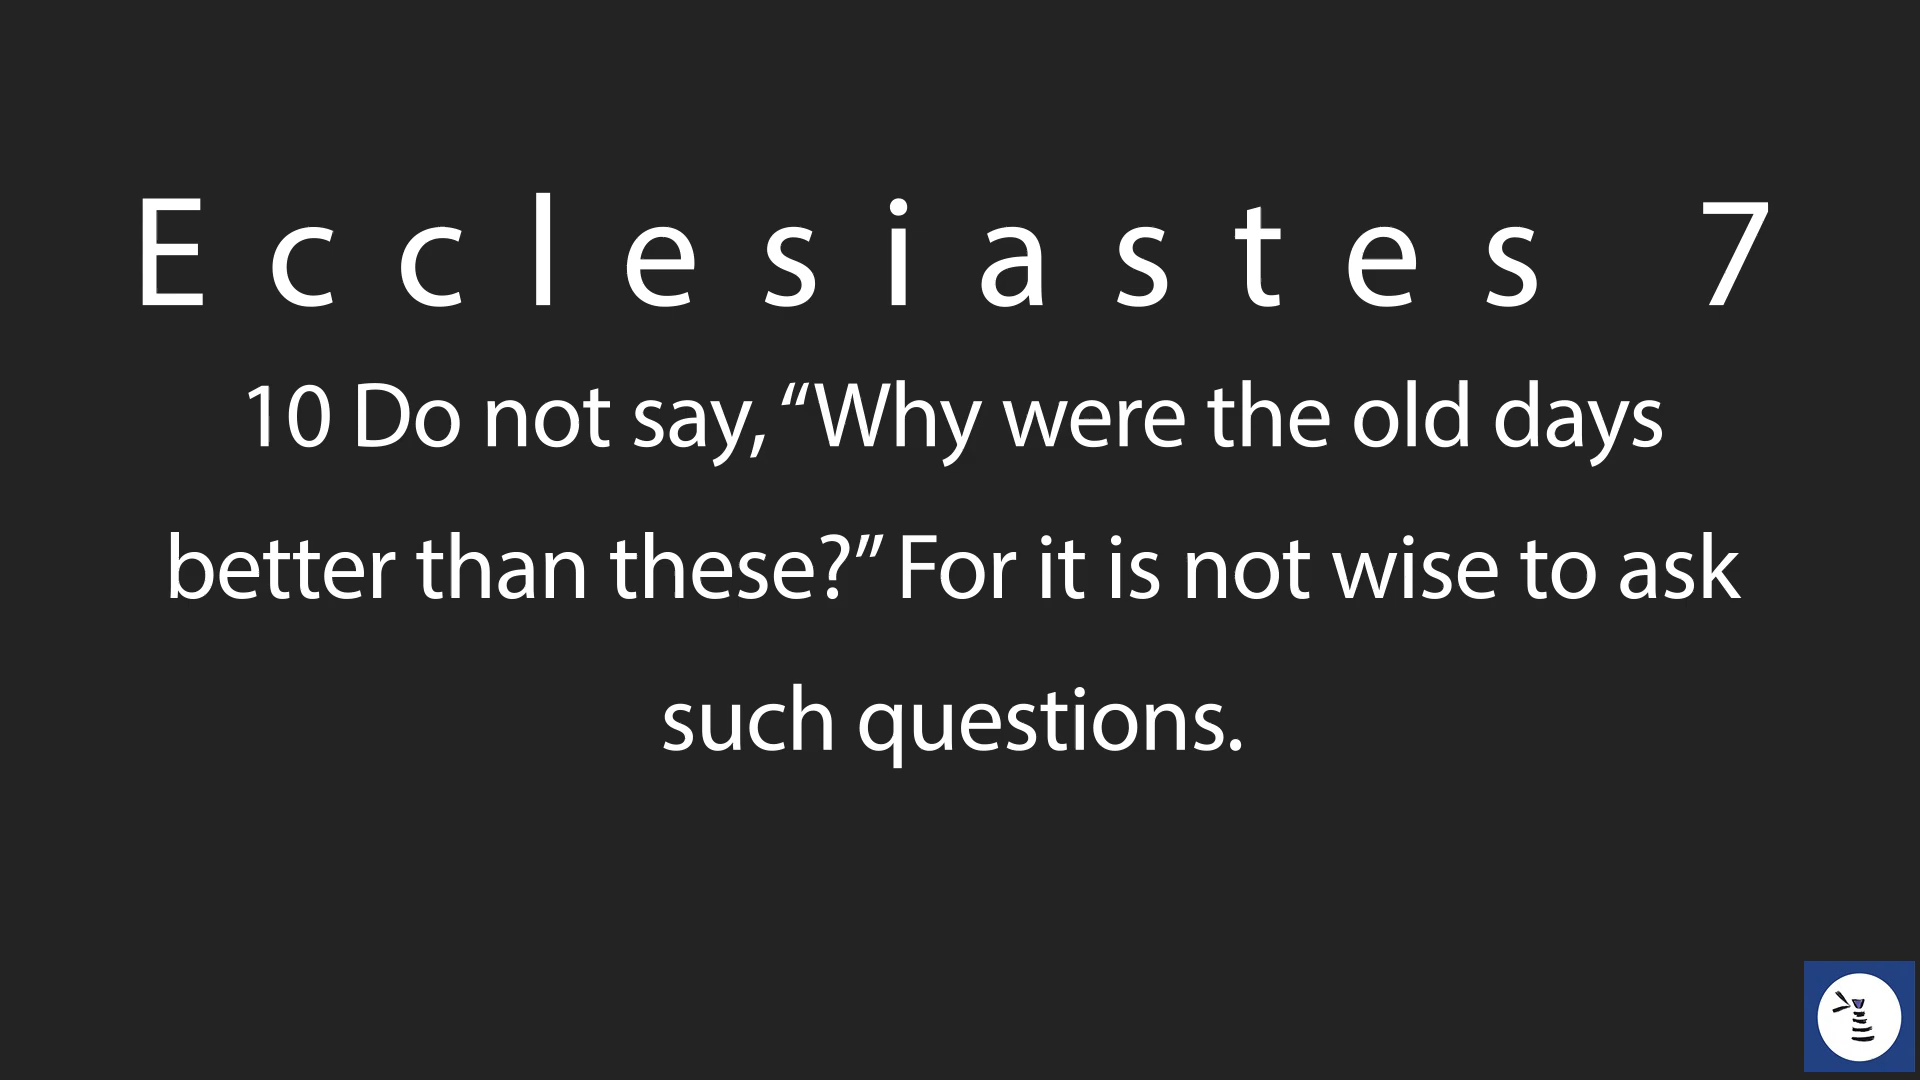 Ecclesiastes 7
10 Do not say, “Why were the old days
better than these?” For it is not wise to ask
such questions.